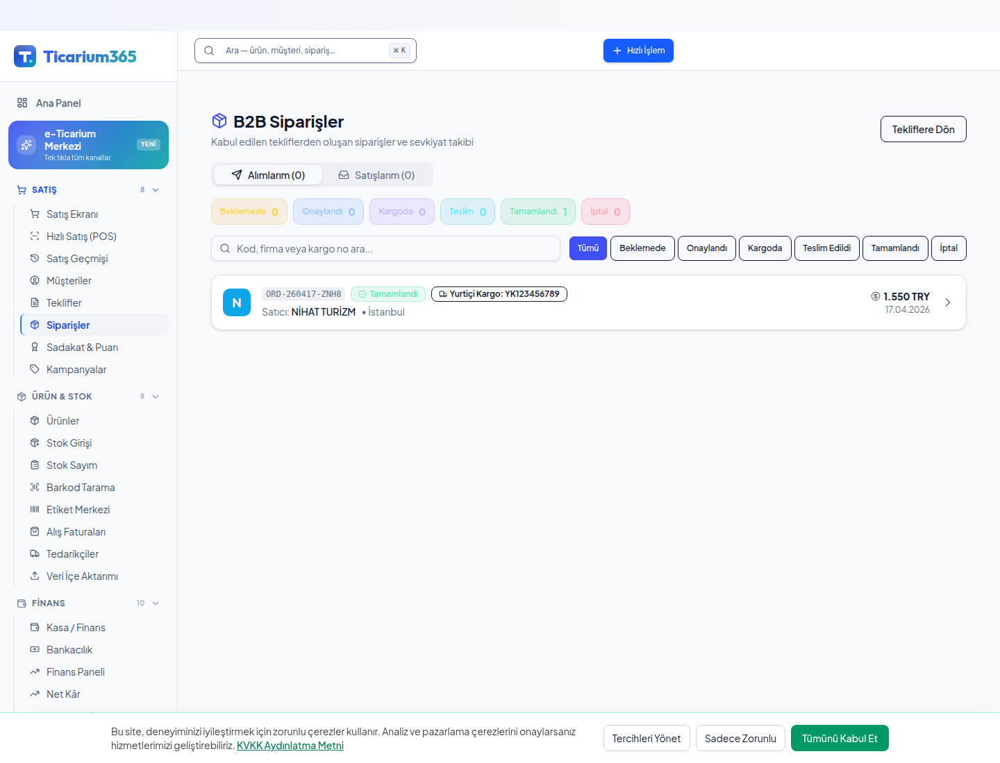 Ticarium365
Ara — ürün, müşteri, sipariş...
⌘ K
Hızlı İşlem
Ana Panel
e-Ticarium Merkezi
Tek tıkla tüm kanallar
YENİ
SATIŞ 8
Satış Ekranı
Hızlı Satış (POS)
Satış Geçmişi
Müşteriler
Teklifler
Siparişler
Sadakat & Puan
Kampanyalar
ÜRÜN & STOK 8
Ürünler
Stok Girişi
Stok Sayım
Barkod Tarama
Etiket Merkezi
Alış Faturaları
Tedarikçiler
Veri İçe Aktarımı
FİNANS 10
Kasa / Finans
Bankacılık
Finans Paneli
Net Kâr
B2B Siparişler
Kabul edilen tekliflerden oluşan siparişler ve sevkiyat takibi
Tekliflere Dön
Alımlarım (0) Satışlarım (0)
Beklemede 0 Onaylandı 0 Kargoda 0 Teslim 0 Tamamlandı 1 İptal 0
Kod, firma veya kargo no ara...
Tümü Beklemede Onaylandı Kargoda Teslim Edildi Tamamlandı İptal
N
ORD-260417-ZNH8 Tamamlandı Yurtiçi Kargo: YK123456789
Satıcı: NİHAT TURİZM • İstanbul
1.550 TRY
17.04.2026
Bu site, deneyiminizi iyileştirmek için zorunlu çerezler kullanır. Analiz ve pazarlama çerezlerini onaylarsanız
hizmetlerimizi geliştirebiliriz. KVKK Aydınlatma Metni
Tercihleri Yönet
Sadece Zorunlu
Tümünü Kabul Et